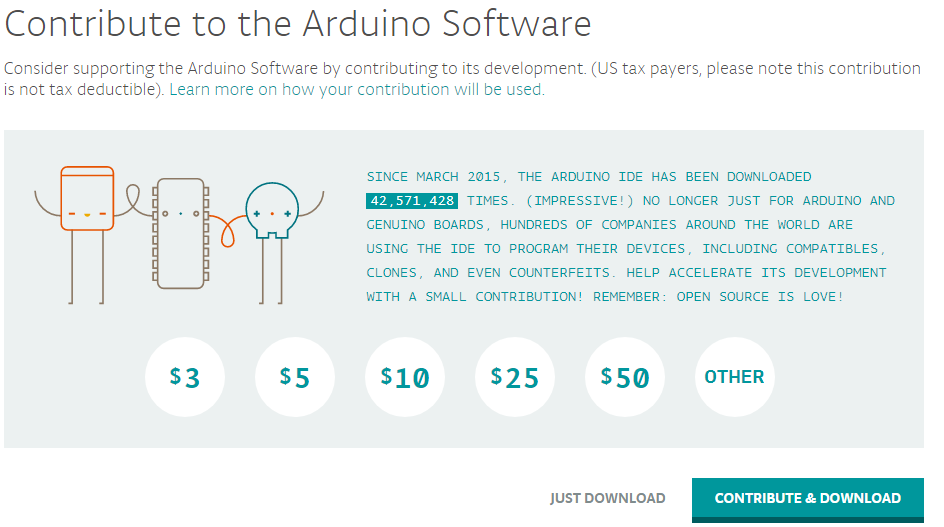 Contribute to the Arduino Software
Consider supporting the Arduino Software by contributing to its development. (US tax payers, please note this contribution
is not tax deductible). Learn more on how your contribution will be used.
SINCE MARCH 2015, THE ARDUINO IDE HAS BEEN DOWNLOADED
42,571,428 TIMES. (IMPRESSIVE!) NO LONGER JUST FOR ARDUINO AND
GENUINO BOARDS, HUNDREDS OF COMPANIES AROUND THE WORLD ARE
USING THE IDE TO PROGRAM THEIR DEVICES, INCLUDING COMPATIBLES,
CLONES, AND EVEN COUNTERFEITS. HELP ACCELERATE ITS DEVELOPMENT
WITH A SMALL CONTRIBUTION! REMEMBER: OPEN SOURCE IS LOVE!
$3 $5 $10 $25 $50 OTHER
JUST DOWNLOAD CONTRIBUTE & DOWNLOAD